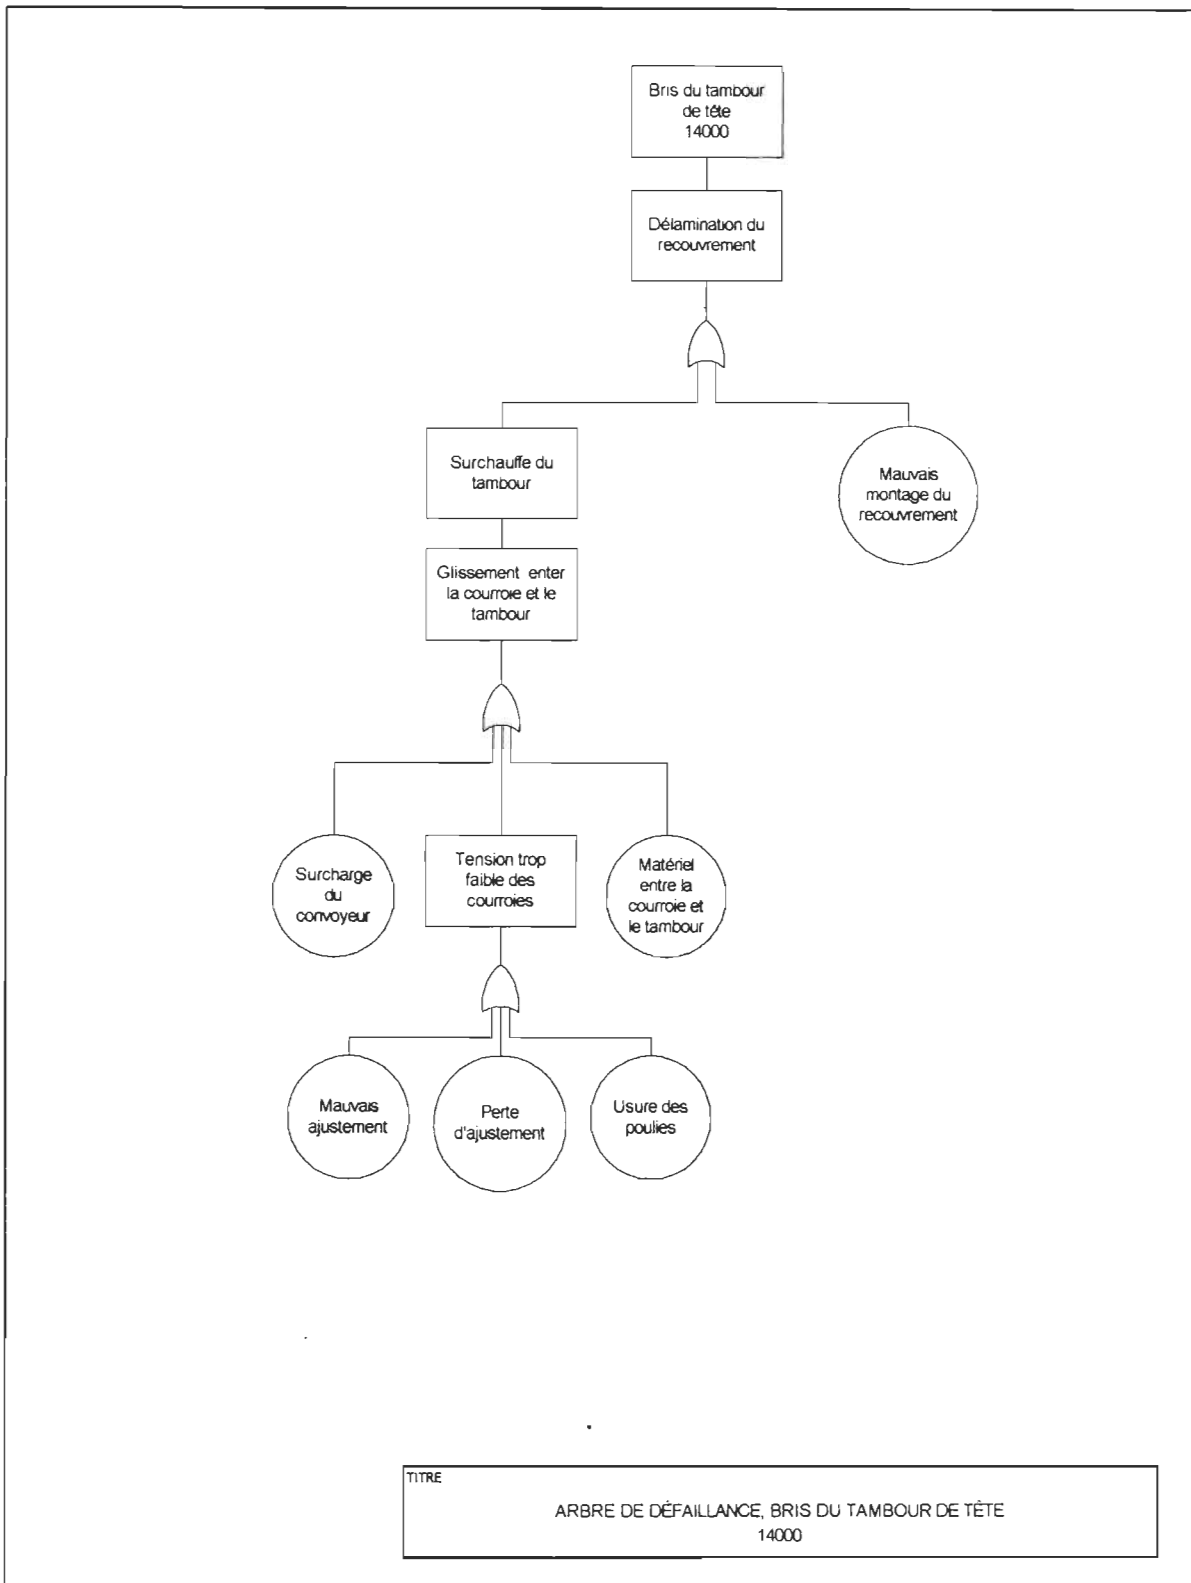 Bris du tambour
de tête
14000
Délamination du
recouvrement
Surchauffe du
tambour
Mauvais
montage du
recouvrement
Glissement enter
la courroie et le
tambour
Surcharge
du
convoyeur
Tension trop
faible des
courroies
Matériel
entre la
courroie et
le tambour
Mauvais
ajustement
Perte
d'ajustement
Usure des
poulies
TITRE
ARBRE DE DÉFAILLANCE, BRIS DU TAMBOUR DE TÊTE
14000